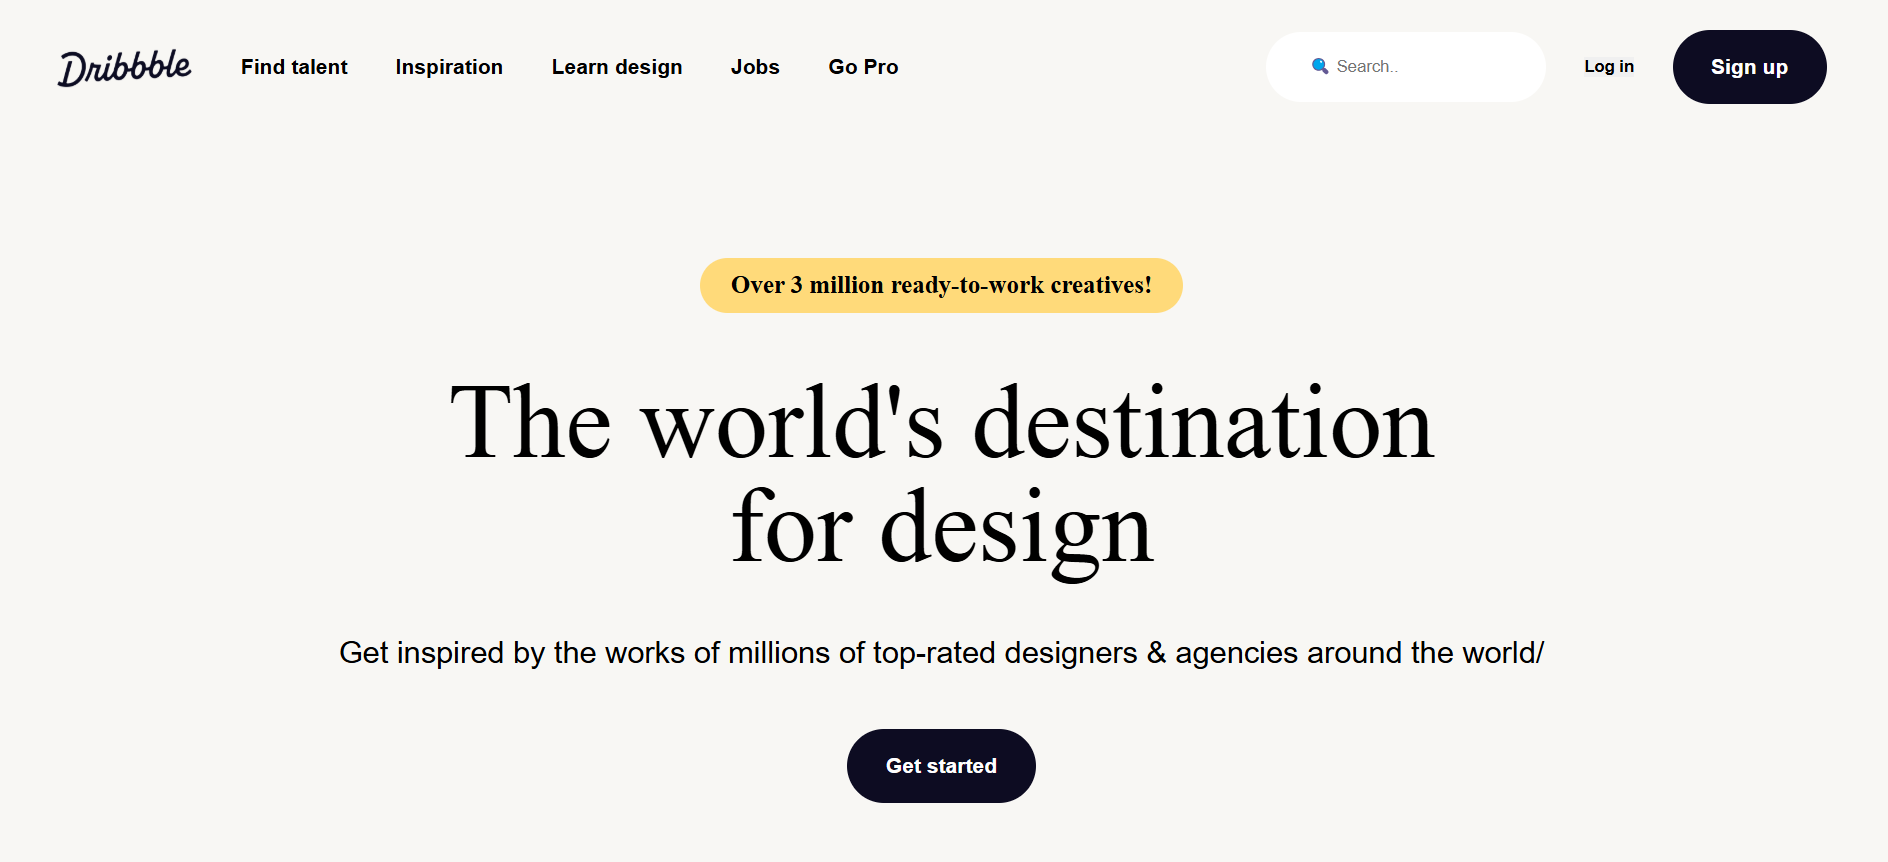 Dribbble
Find talent
Inspiration
Learn design
Jobs
Go Pro
🔍 Search..
Log in
Sign up
Over 3 million ready-to-work creatives!
The world's destination
for design
Get inspired by the works of millions of top-rated designers & agencies around the world/
Get started